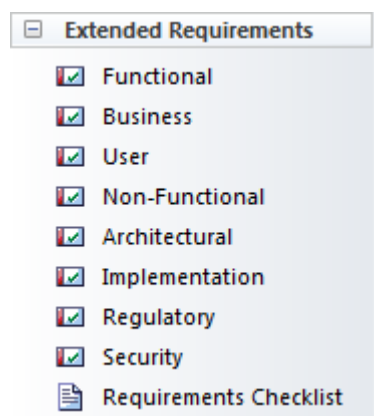 Extended Requirements
Functional
Business
User
Non-Functional
Architectural
Implementation
Regulatory
Security
Requirements Checklist